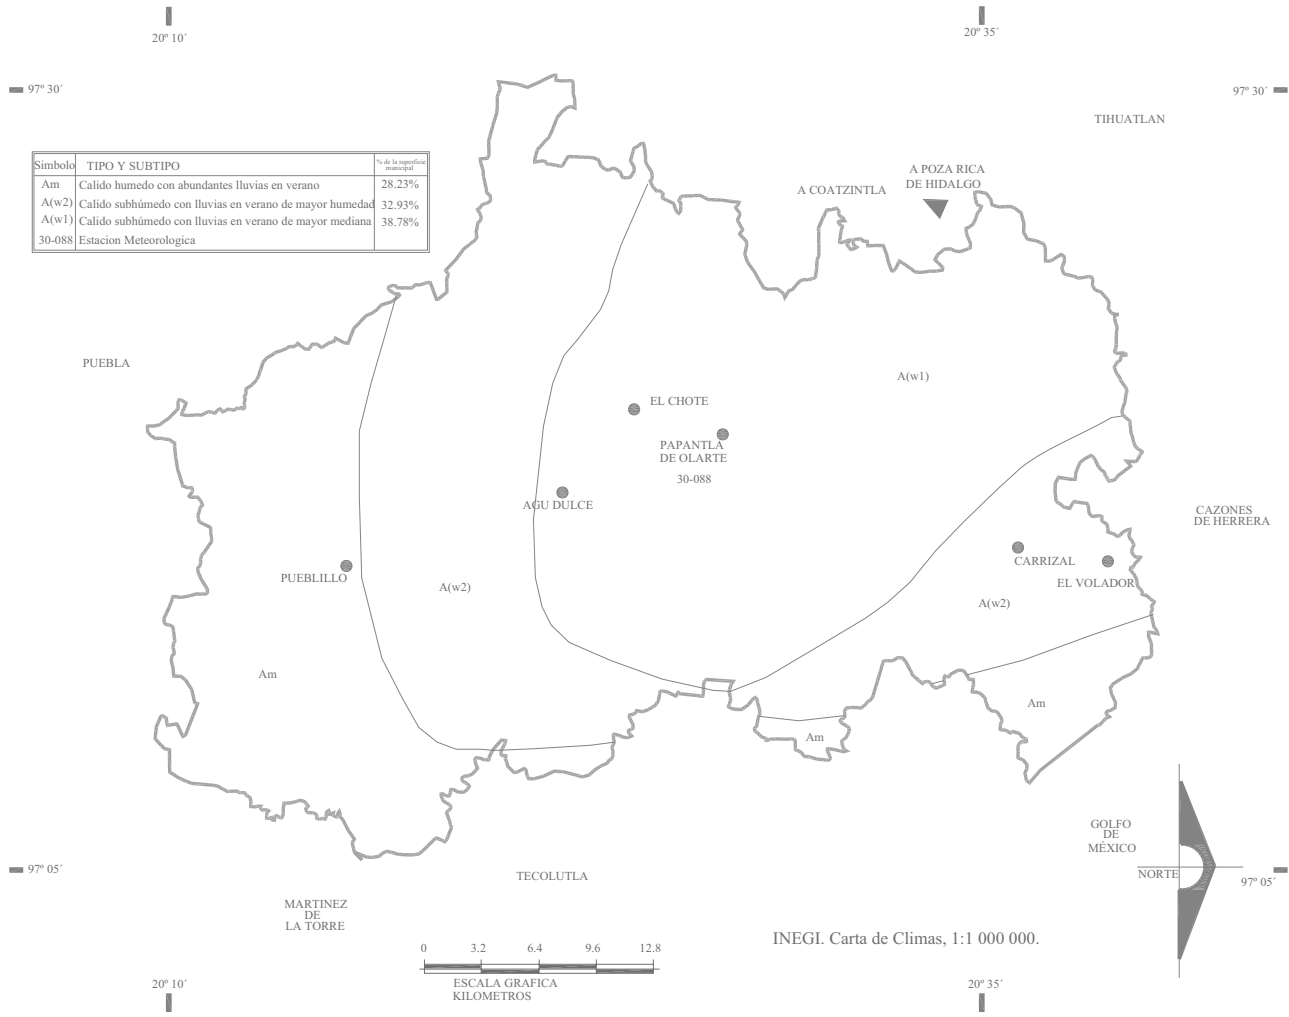 20º 10´
20º 35´
97º 30´
97º 30´
TIHUATLAN
Simbolo TIPO Y SUBTIPO % de la superficie municipal
Am Calido humedo con abundantes lluvias en verano 28.23%
A(w2) Calido subhúmedo con lluvias en verano de mayor humedad 32.93%
A(w1) Calido subhúmedo con lluvias en verano de mayor mediana 38.78%
30-088 Estacion Meteorologica
A POZA RICA
DE HIDALGO
A COATZINTLA
PUEBLA
A(w1)
EL CHOTE
PAPANTLA
DE OLARTE
30-088
AGU DULCE
CAZONES
DE HERRERA
PUEBLILLO
A(w2)
CARRIZAL
EL VOLADOR
A(w2)
Am
Am
Am
GOLFO
DE
MÉXICO
NORTE
97º 05´
97º 05´
TECOLUTLA
MARTINEZ
DE
LA TORRE
INEGI. Carta de Climas, 1:1 000 000.
0 3.2 6.4 9.6 12.8
ESCALA GRAFICA
KILOMETROS
20º 10´
20º 35´